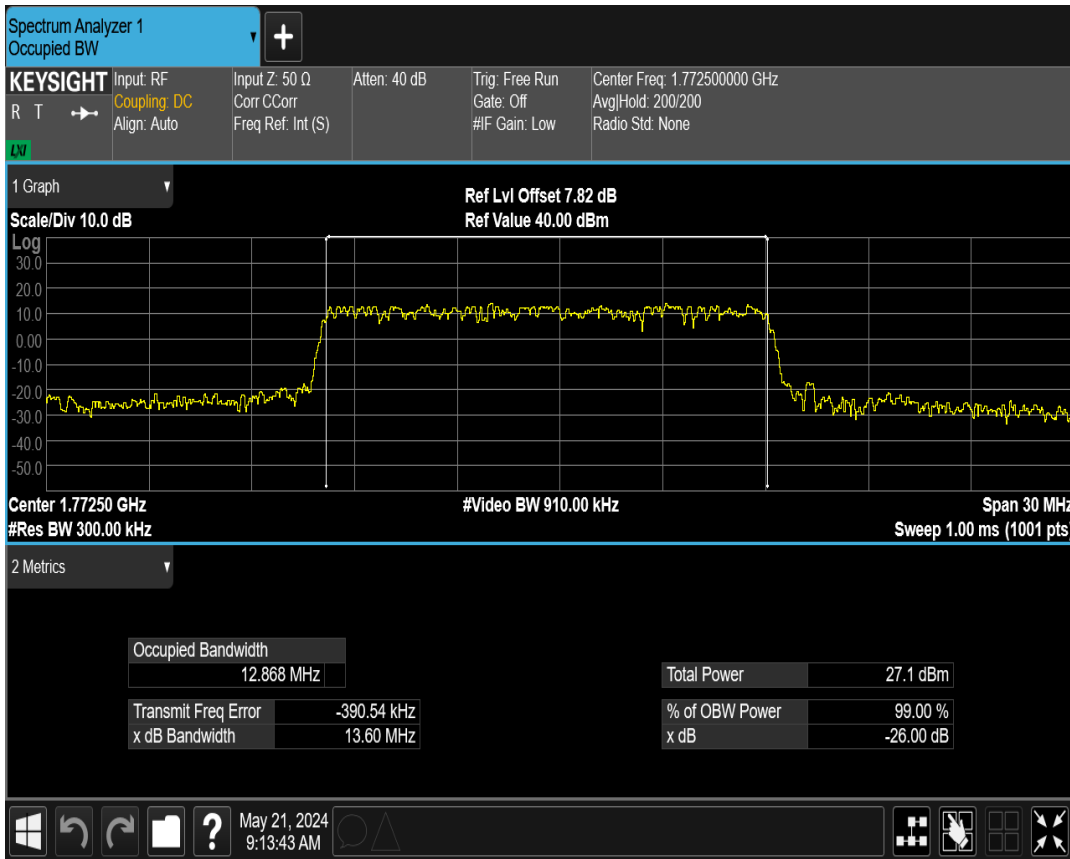 Spectrum Analyzer 1
Occupied BW
+
KEYSIGHT
R T
LXI
Input: RF
Coupling: DC
Align: Auto
Input Z: 50 Ω
Corr CCorr
Freq Ref: Int (S)
Atten: 40 dB
Trig: Free Run
Gate: Off
#IF Gain: Low
Center Freq: 1.772500000 GHz
Avg|Hold: 200/200
Radio Std: None
1 Graph
Scale/Div 10.0 dB
Ref Lvl Offset 7.82 dB
Ref Value 40.00 dBm
Log
30.0
20.0
10.0
0.00
-10.0
-20.0
-30.0
-40.0
-50.0
Center 1.77250 GHz
#Res BW 300.00 kHz
#Video BW 910.00 kHz
Span 30 MHz
Sweep 1.00 ms (1001 pts)
2 Metrics
Occupied Bandwidth
12.868 MHz
Transmit Freq Error -390.54 kHz
x dB Bandwidth 13.60 MHz
Total Power 27.1 dBm
% of OBW Power 99.00 %
x dB -26.00 dB
?
May 21, 2024
9:13:43 AM